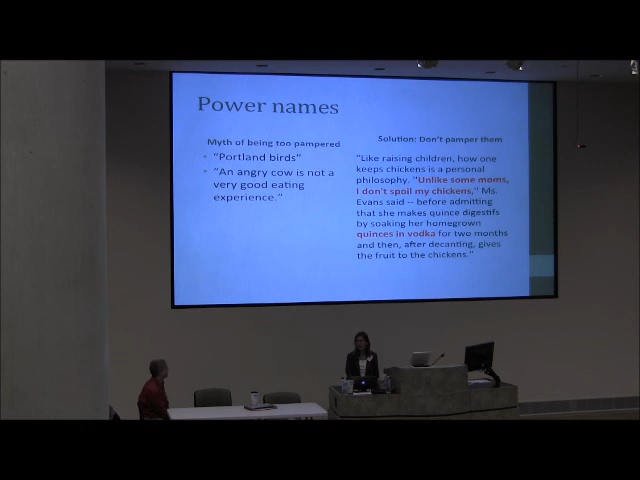 Power names
Myth of being too pampered
• "Portland birds"
• "An angry cow is not a
very good eating
experience."
Solution: Don't pamper them
"Like raising children, how one
keeps chickens is a personal
philosophy. "Unlike some moms,
I don't spoil my chickens," Ms.
Evans said -- before admitting
that she makes quince digestifs
by soaking her homegrown
quinces in vodka for two months
and then, after decanting, gives
the fruit to the chickens."